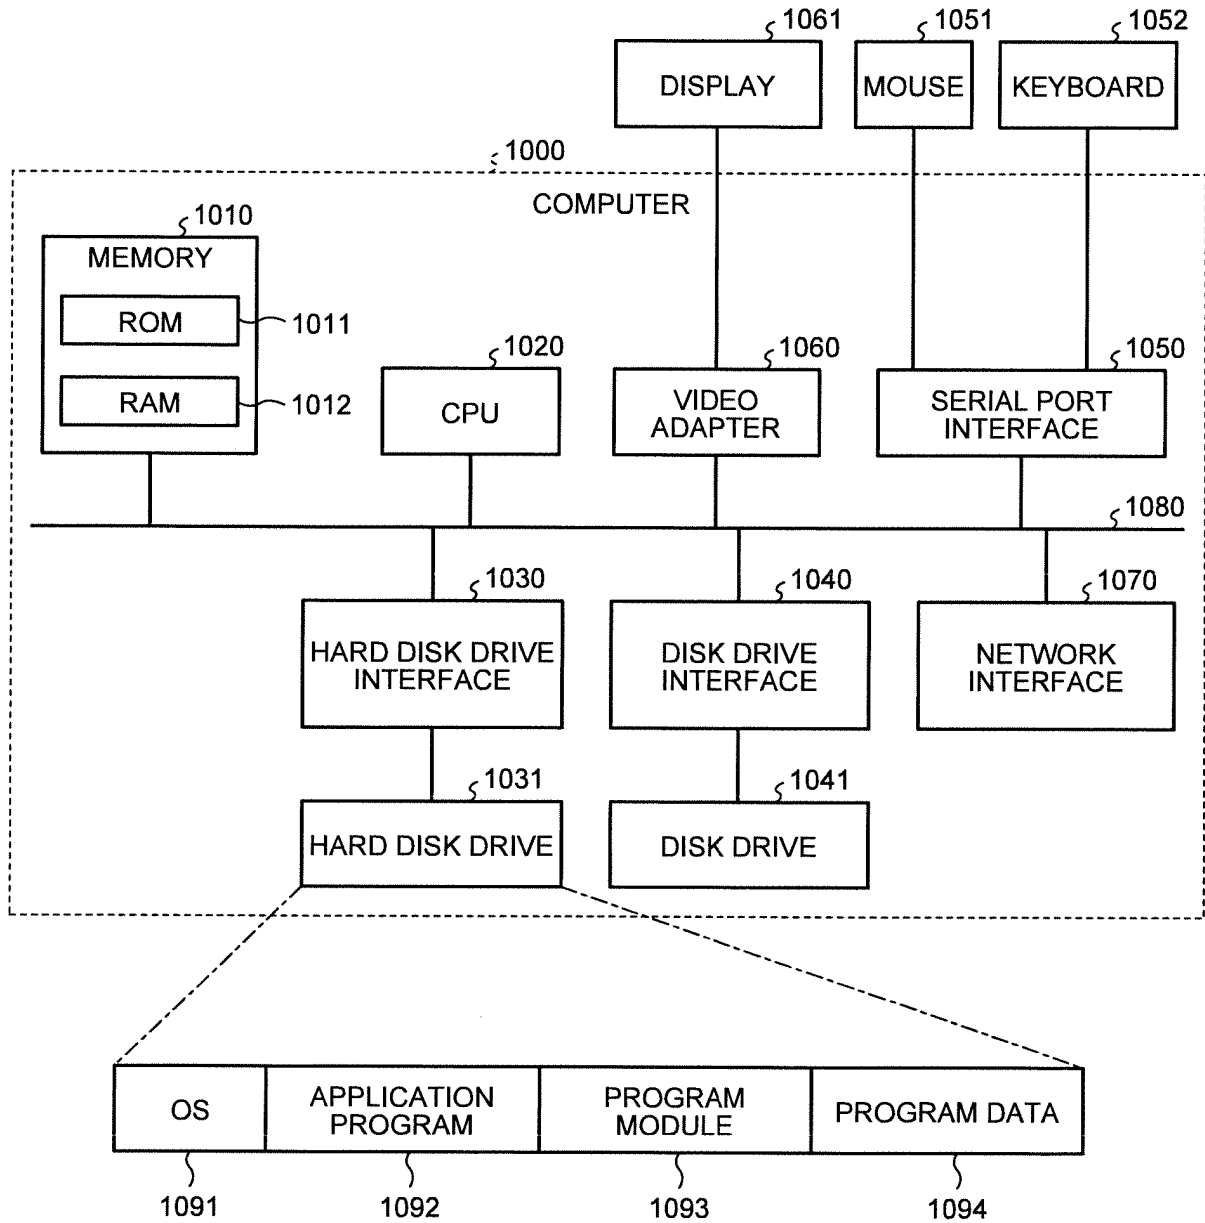 1061
1051
1052
DISPLAY
MOUSE
KEYBOARD
1000
COMPUTER
1010
MEMORY
ROM
1011
RAM
1012
1020
CPU
1060
VIDEO
ADAPTER
1050
SERIAL PORT
INTERFACE
1080
1030
HARD DISK DRIVE
INTERFACE
1040
DISK DRIVE
INTERFACE
1070
NETWORK
INTERFACE
1031
HARD DISK DRIVE
1041
DISK DRIVE
OS
APPLICATION
PROGRAM
PROGRAM
MODULE
PROGRAM DATA
1091
1092
1093
1094